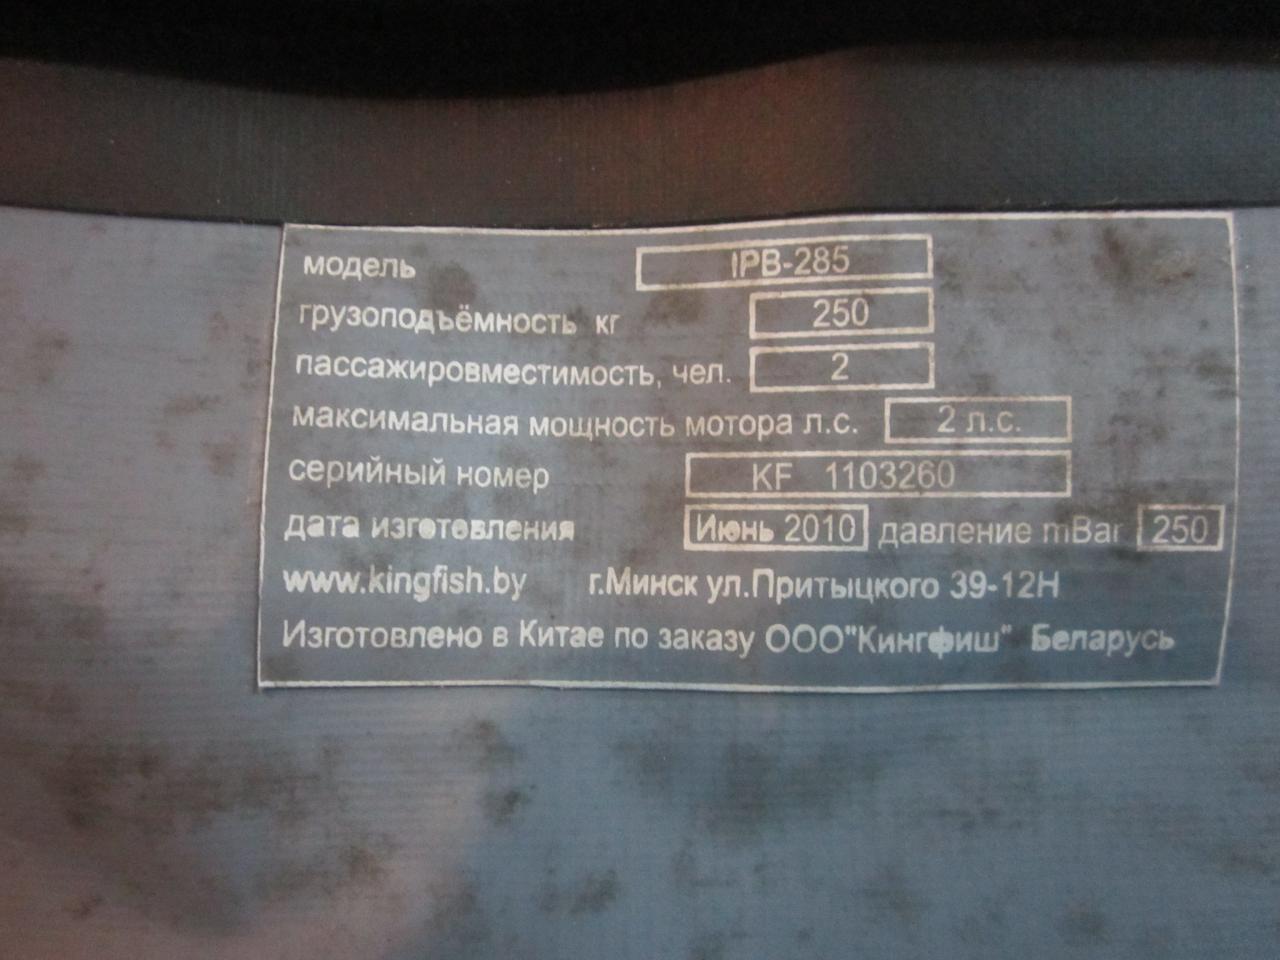 модель IPB-285
грузоподъёмность кг 250
пассажировместимость, чел. 2
максимальная мощность мотора л.с. 2 л.с.
серийный номер KF 1103260
дата изготовления Июнь 2010 давление mBar 250
www.kingfish.by г.Минск ул.Притыцкого 39-12Н
Изготовлено в Китае по заказу ООО"Кингфиш" Беларусь